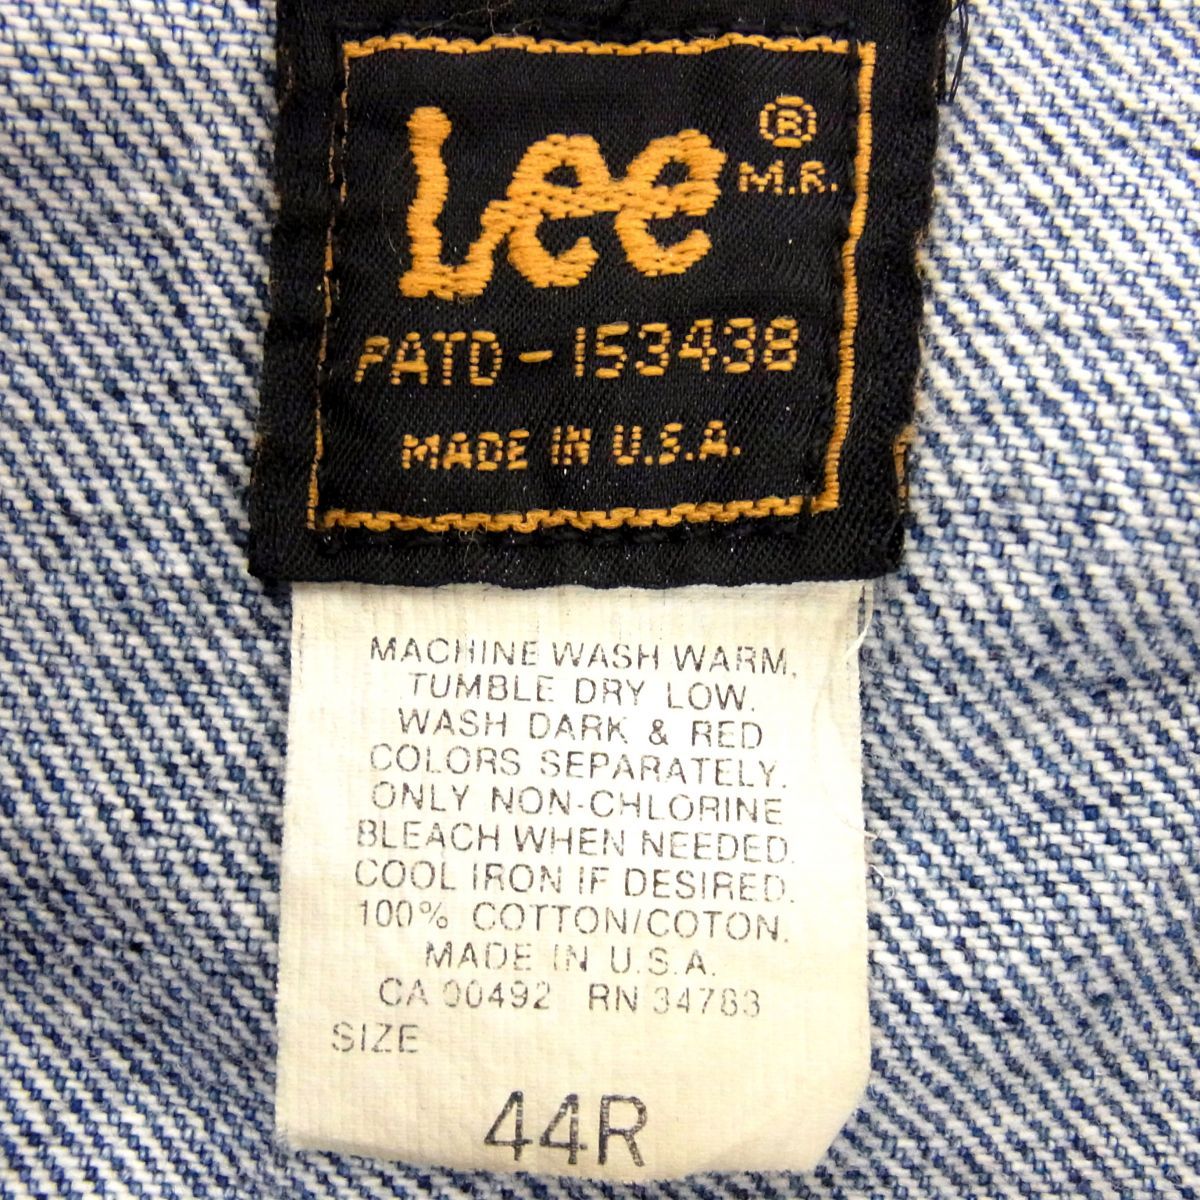 Lee ® M.R.
PATD-153438
MADE IN U.S.A.
MACHINE WASH WARM,
TUMBLE DRY LOW.
WASH DARK & RED
COLORS SEPARATELY.
ONLY NON-CHLORINE
BLEACH WHEN NEEDED.
COOL IRON IF DESIRED.
100% COTTON/COTON.
MADE IN U.S.A.
CA 00492 RN 34763
SIZE
44R